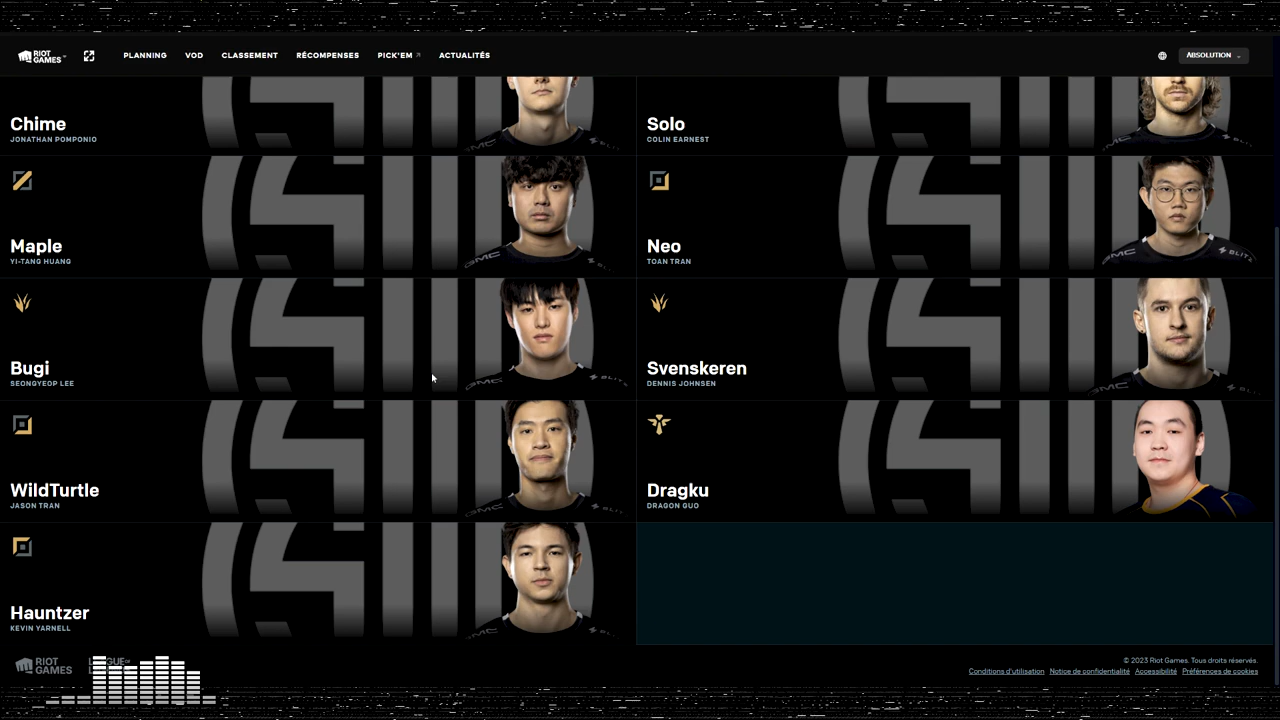 RIOT GAMES
PLANNING
VOD
CLASSEMENT
RÉCOMPENSES
PICK'EM
ACTUALITÉS
ABSOLUTION
Chime
JONATHAN POMPONIO
Solo
COLIN EARNEST
Maple
YI-TANG HUANG
Neo
TOAN TRAN
Bugi
SEONGYEOP LEE
Svenskeren
DENNIS JOHNSEN
WildTurtle
JASON TRAN
Dragku
DRAGON GUO
Hauntzer
KEVIN YARNELL
RIOT GAMES
© 2023 Riot Games. Tous droits réservés.
Conditions d'utilisation Notice de confidentialité Accessibilité Préférences de cookies